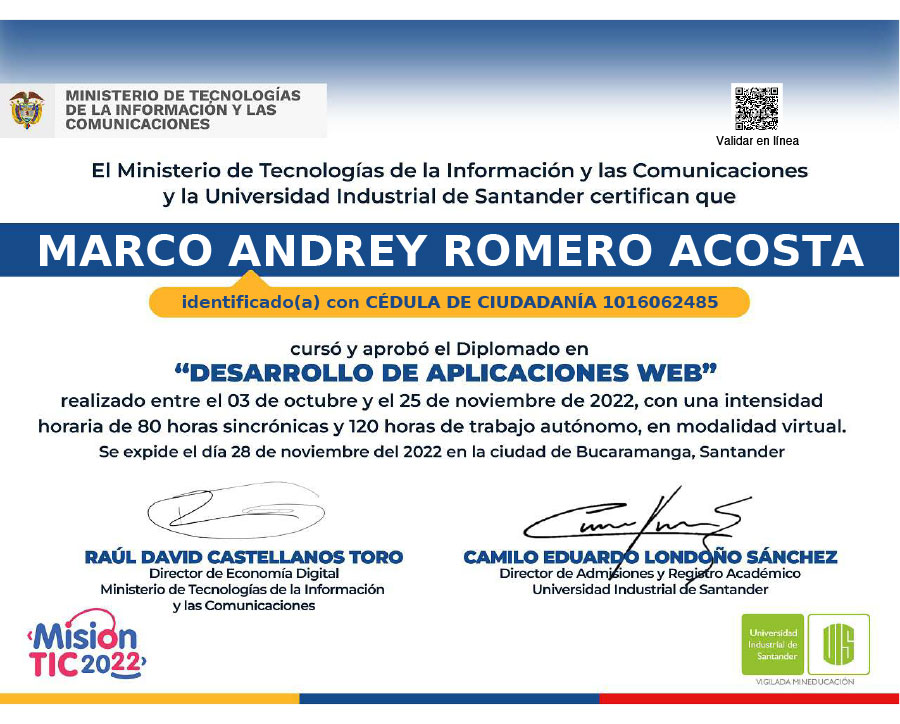 MINISTERIO DE TECNOLOGÍAS
DE LA INFORMACIÓN Y LAS
COMUNICACIONES
Validar en línea
El Ministerio de Tecnologías de la Información y las Comunicaciones
y la Universidad Industrial de Santander certifican que
MARCO ANDREY ROMERO ACOSTA
identificado(a) con CÉDULA DE CIUDADANÍA 1016062485
cursó y aprobó el Diplomado en
“DESARROLLO DE APLICACIONES WEB”
realizado entre el 03 de octubre y el 25 de noviembre de 2022, con una intensidad
horaria de 80 horas sincrónicas y 120 horas de trabajo autónomo, en modalidad virtual.
Se expide el día 28 de noviembre del 2022 en la ciudad de Bucaramanga, Santander
RAÚL DAVID CASTELLANOS TORO
Director de Economía Digital
Ministerio de Tecnologías de la Información
y las Comunicaciones
CAMILO EDUARDO LONDOÑO SÁNCHEZ
Director de Admisiones y Registro Académico
Universidad Industrial de Santander
Misión
TIC 2022
Universidad
Industrial de
Santander
UIS
VIGILADA MINEDUCACIÓN